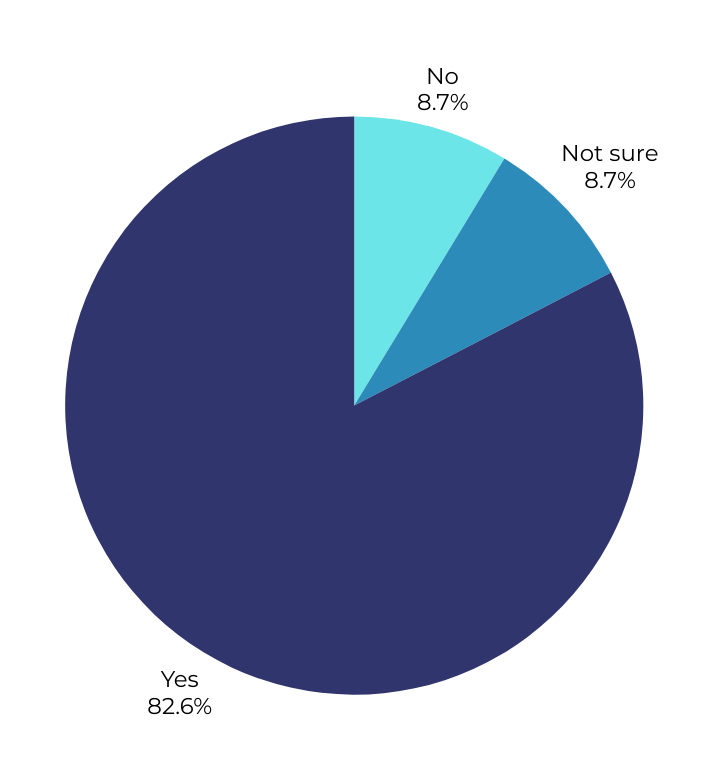 No
8.7%
Not sure
8.7%
Yes
82.6%